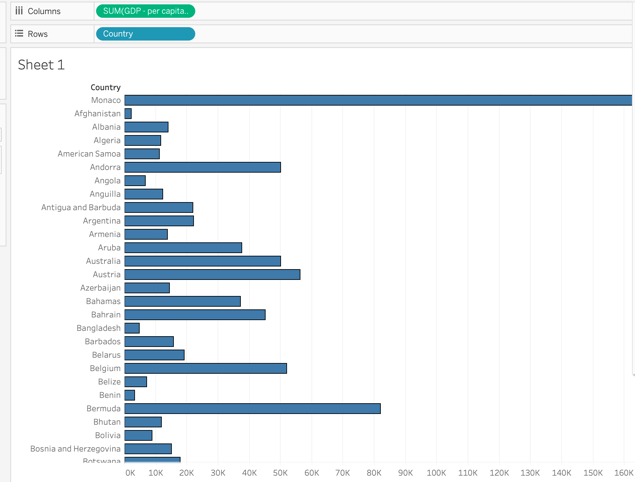 Columns
SUM(GDP - per capita..
Rows
Country
Sheet 1
Country
Monaco
Afghanistan
Albania
Algeria
American Samoa
Andorra
Angola
Anguilla
Antigua and Barbuda
Argentina
Armenia
Aruba
Australia
Austria
Azerbaijan
Bahamas
Bahrain
Bangladesh
Barbados
Belarus
Belgium
Belize
Benin
Bermuda
Bhutan
Bolivia
Bosnia and Herzegovina
Botswana
0K 10K 20K 30K 40K 50K 60K 70K 80K 90K 100K 110K 120K 130K 140K 150K 160K